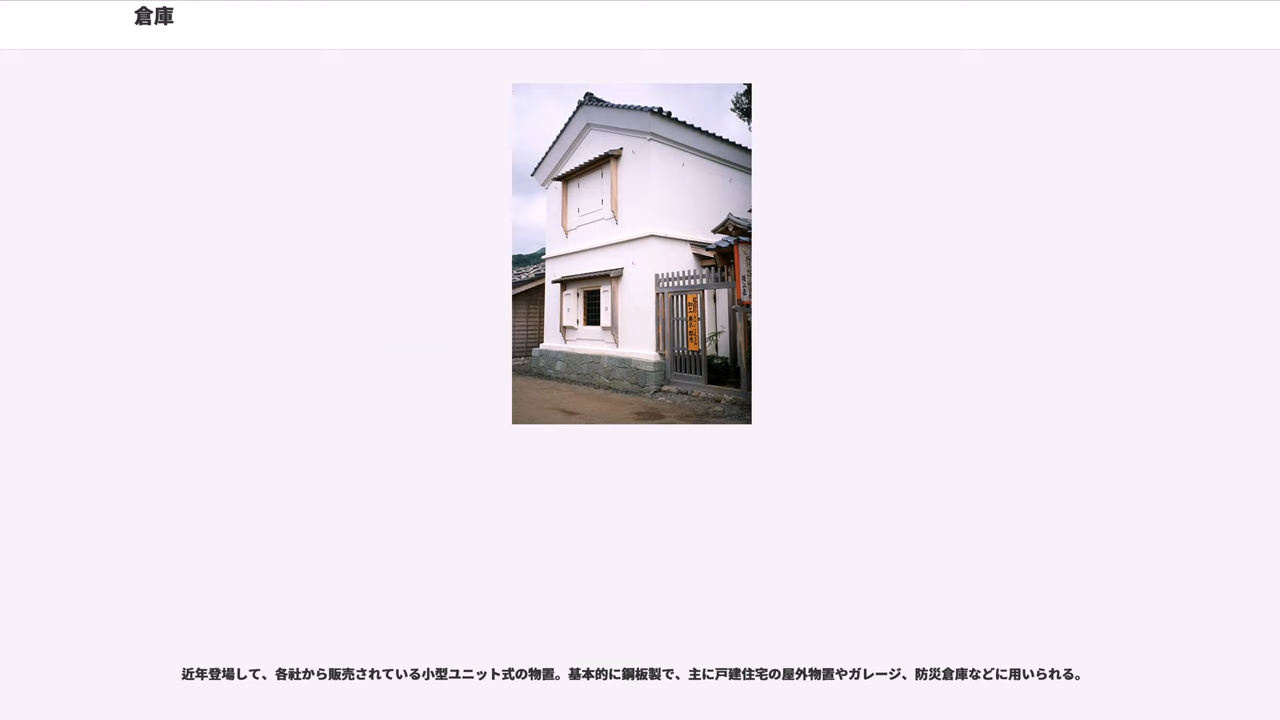 倉庫
近年登場して、各社から販売されている小型ユニット式の物置。基本的に鋼板製で、主に戸建住宅の屋外物置やガレージ、防災倉庫などに用いられる。